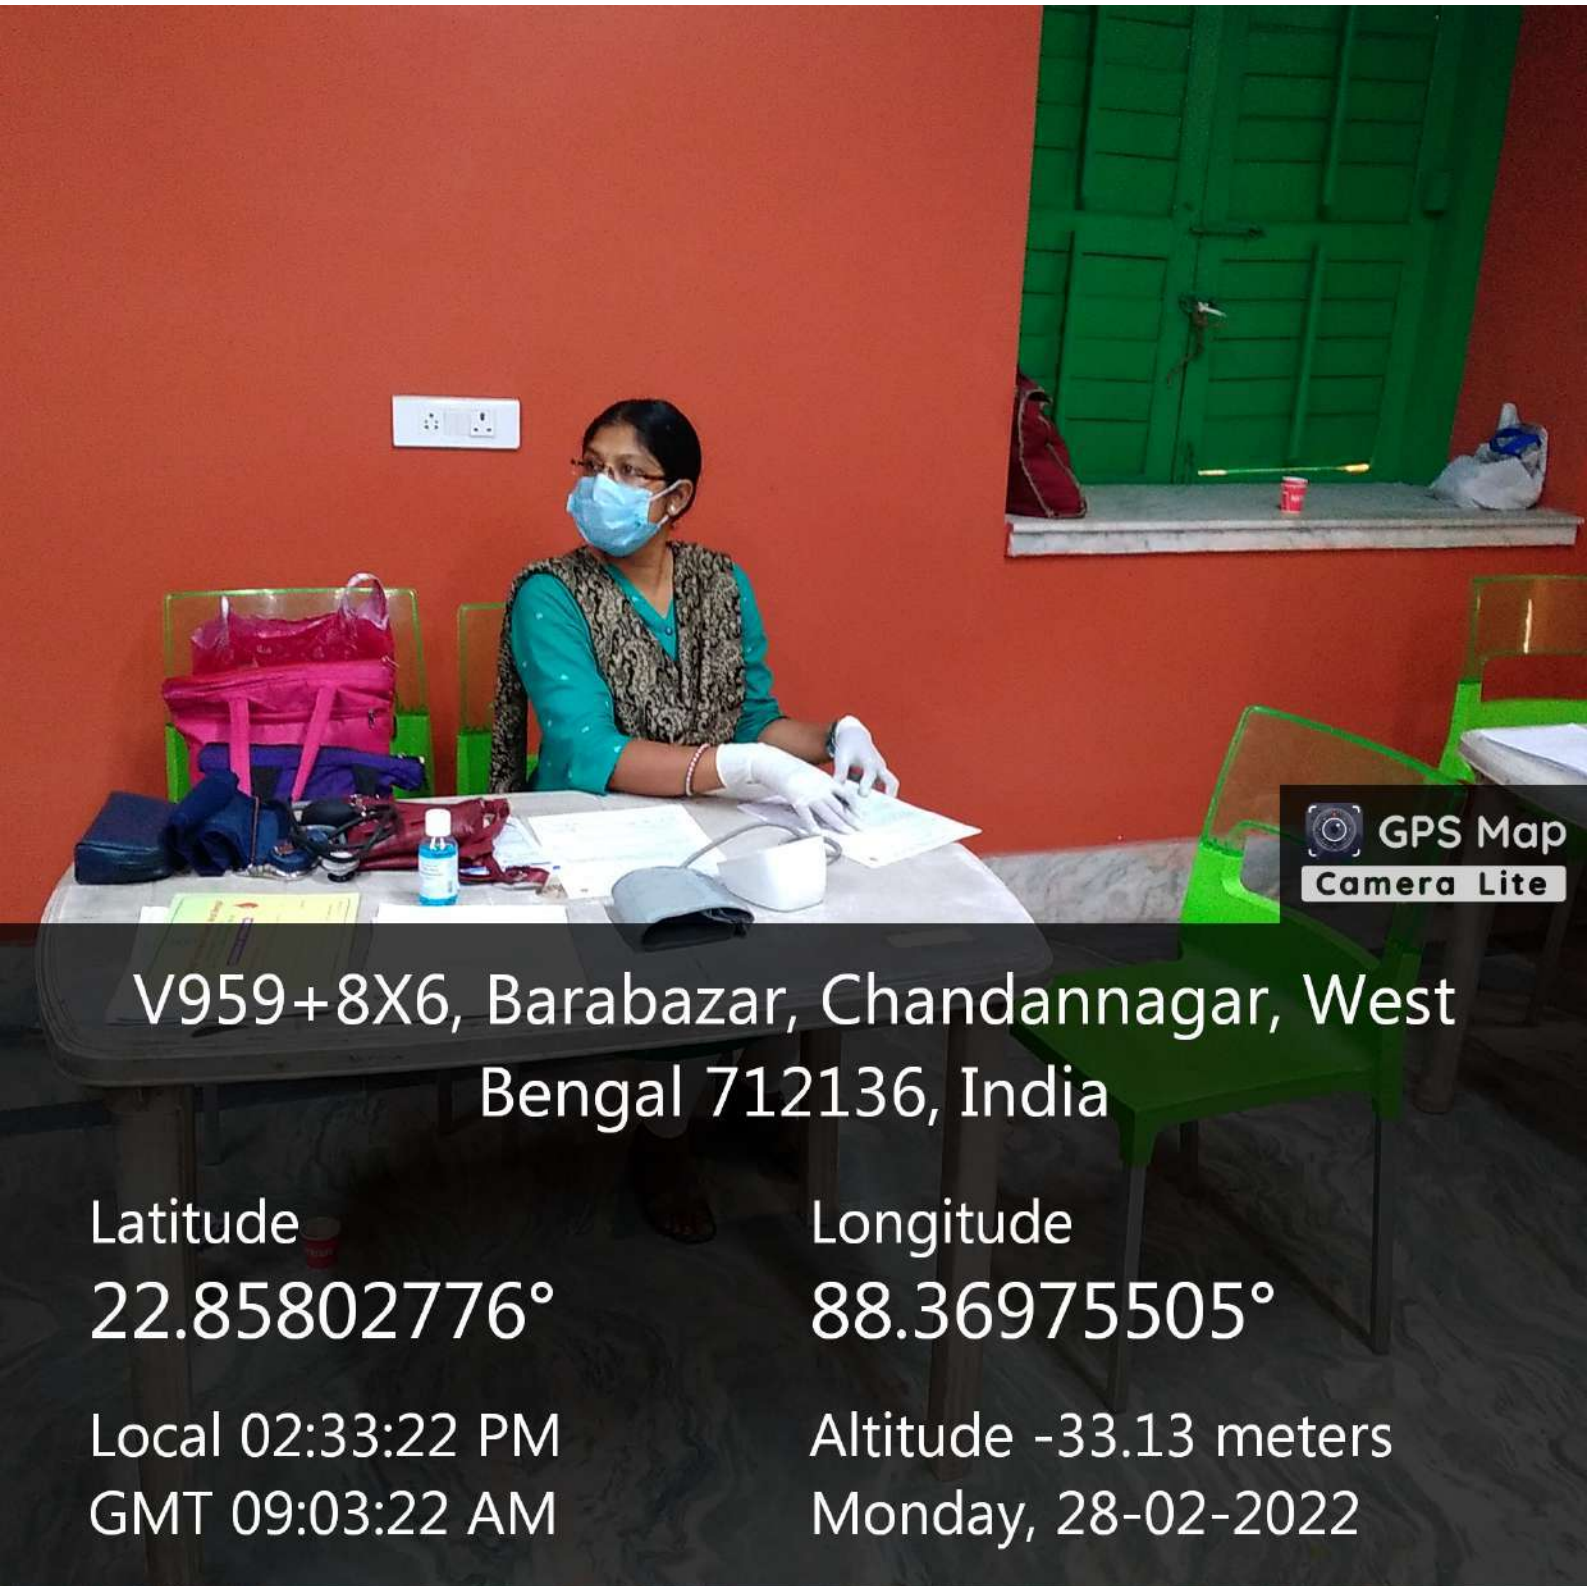 GPS Map
Camera Lite
V959+8X6, Barabazar, Chandannagar, West
Bengal 712136, India
Latitude
22.85802776°
Longitude
88.36975505°
Local 02:33:22 PM
GMT 09:03:22 AM
Altitude -33.13 meters
Monday, 28-02-2022